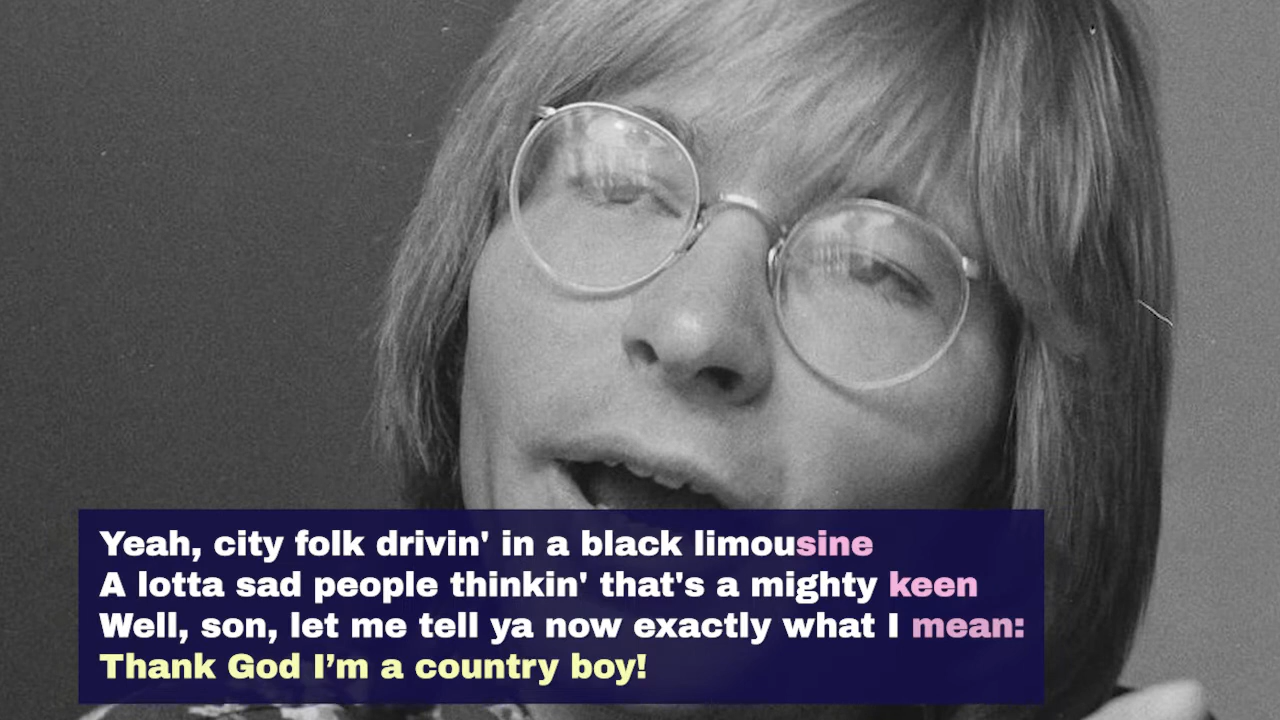 Yeah, city folk drivin' in a black limousine
A lotta sad people thinkin' that's a mighty keen
Well, son, let me tell ya now exactly what I mean:
Thank God I’m a country boy!